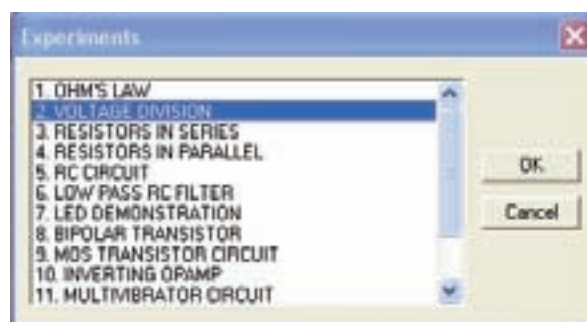 Experiments
1. OHM'S LAW
2. VOLTAGE DIVISION
3. RESISTORS IN SERIES
4. RESISTORS IN PARALLEL
5. RC CIRCUIT
6. LOW PASS RC FILTER
7. LED DEMONSTRATION
8. BIPOLAR TRANSISTOR
9. MOS TRANSISTOR CIRCUIT
10. INVERTING OPAMP
11. MULTIVIBRATOR CIRCUIT
OK
Cancel